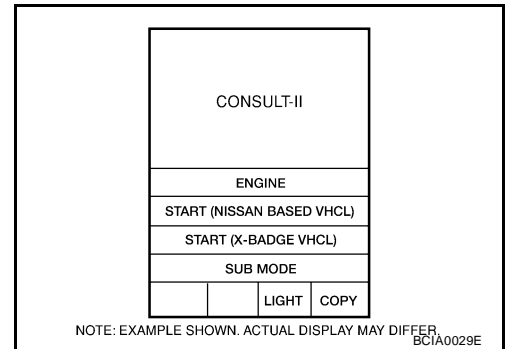 CONSULT-II
ENGINE
START (NISSAN BASED VHCL)
START (X-BADGE VHCL)
SUB MODE
LIGHT COPY
NOTE: EXAMPLE SHOWN. ACTUAL DISPLAY MAY DIFFER.
BCIA0029E